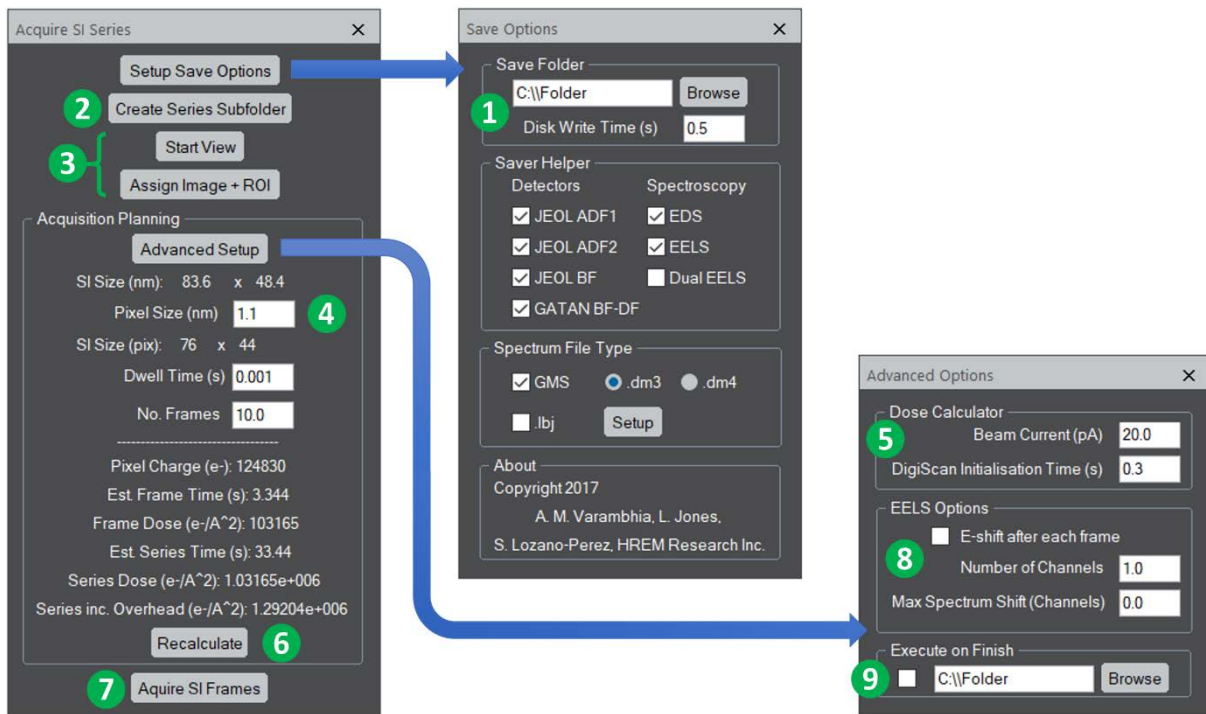 Acquire SI Series
Setup Save Options
2 Create Series Subfolder
3
Start View
Assign Image + ROI
Acquisition Planning
Advanced Setup
SI Size (nm): 83.6 x 48.4
Pixel Size (nm) 1.1 4
SI Size (pix): 76 x 44
Dwell Time (s) 0.001
No. Frames 10.0
-----------------------------------
Pixel Charge (e-): 124830
Est. Frame Time (s): 3.344
Frame Dose (e-/A^2): 103165
Est. Series Time (s): 33.44
Series Dose (e-/A^2): 1.03165e+006
Series inc. Overhead (e-/A^2): 1.29204e+006
Recalculate 6
7 Aquire SI Frames
Save Options
Save Folder
C:\\Folder Browse
1
Disk Write Time (s) 0.5
Saver Helper
Detectors Spectroscopy
JEOL ADF1 EDS
JEOL ADF2 EELS
JEOL BF Dual EELS
GATAN BF-DF
Spectrum File Type
GMS .dm3 .dm4
.lbj Setup
About
Copyright 2017
A. M. Varambhia, L. Jones,
S. Lozano-Perez, HREM Research Inc.
Advanced Options
Dose Calculator
5 Beam Current (pA) 20.0
DigiScan Initialisation Time (s) 0.3
EELS Options
E-shift after each frame
8
Number of Channels 1.0
Max Spectrum Shift (Channels) 0.0
Execute on Finish
9 C:\\Folder Browse